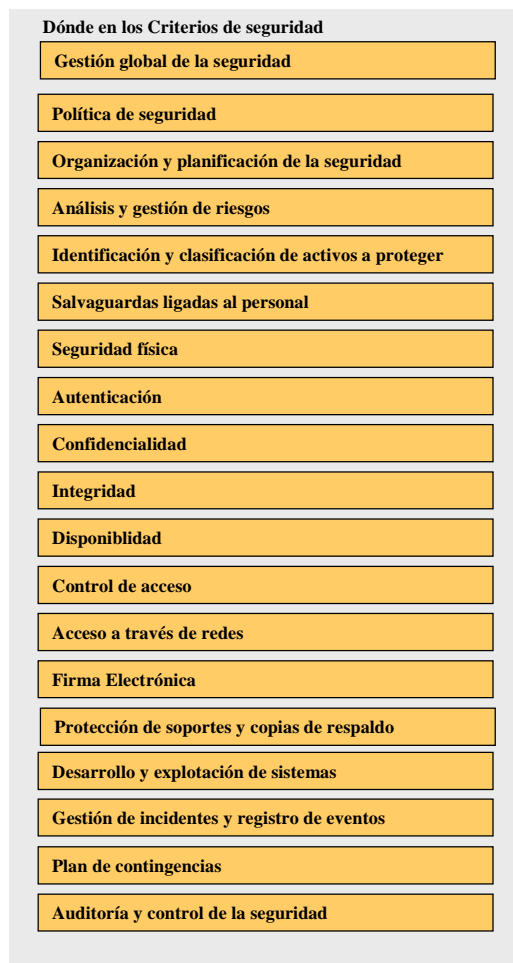 Dónde en los Criterios de seguridad
Gestión global de la seguridad
Política de seguridad
Organización y planificación de la seguridad
Análisis y gestión de riesgos
Identificación y clasificación de activos a proteger
Salvaguardas ligadas al personal
Seguridad física
Autenticación
Confidencialidad
Integridad
Disponiblidad
Control de acceso
Acceso a través de redes
Firma Electrónica
Protección de soportes y copias de respaldo
Desarrollo y explotación de sistemas
Gestión de incidentes y registro de eventos
Plan de contingencias
Auditoría y control de la seguridad